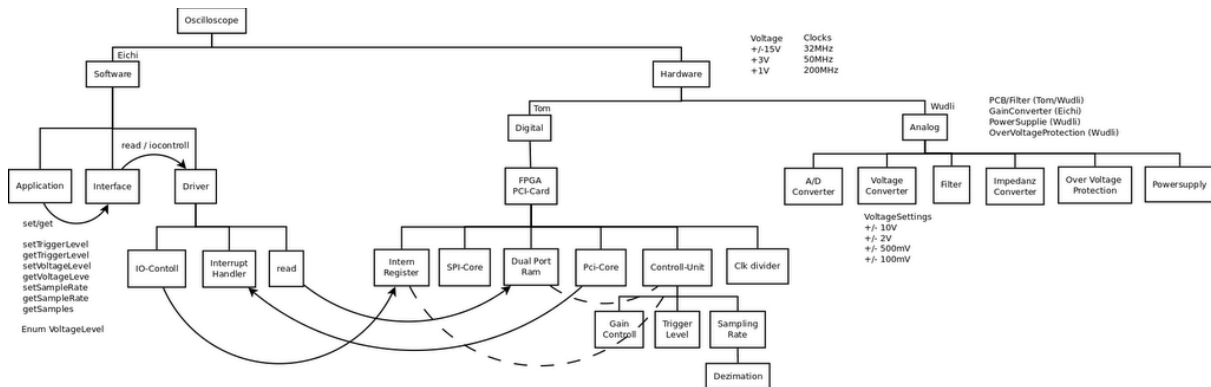 Oscilloscope
Eichi
Software
Hardware
Voltage Clocks
+/-15V 32MHz
+3V 50MHz
+1V 200MHz
Tom
Digital
Wudli
Analog
PCB/Filter (Tom/Wudli)
GainConverter (Eichi)
PowerSupplie (Wudli)
OverVoltageProtection (Wudli)
read / iocontroll
Application
Interface
Driver
FPGA
PCI-Card
A/D
Converter
Voltage
Converter
Filter
Impedanz
Converter
Over Voltage
Protection
Powersupply
set/get
setTriggerLevel
getTriggerLevel
setVoltageLevel
getVoltageLeve
setSampleRate
getSampleRate
getSamples
Enum VoltageLevel
VoltageSettings
+/- 10V
+/- 2V
+/- 500mV
+/- 100mV
IO-Contoll
Interrupt
Handler
read
Intern
Register
SPI-Core
Dual Port
Ram
Pci-Core
Controll-Unit
Clk divider
Gain
Controll
Trigger
Level
Sampling
Rate
Dezimation